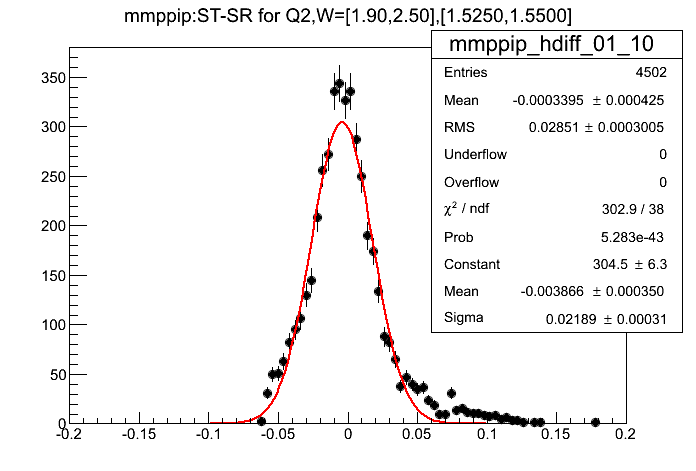 mmppip:ST-SR for Q2,W=[1.90,2.50],[1.5250,1.5500]
mmppip_hdiff_01_10
Entries 4502
Mean -0.0003395 ± 0.000425
RMS 0.02851 ± 0.0003005
Underflow 0
Overflow 0
χ² / ndf 302.9 / 38
Prob 5.283e-43
Constant 304.5 ± 6.3
Mean -0.003866 ± 0.000350
Sigma 0.02189 ± 0.00031
350
300
250
200
150
100
50
0
-0.2 -0.15 -0.1 -0.05 0 0.05 0.1 0.15 0.2